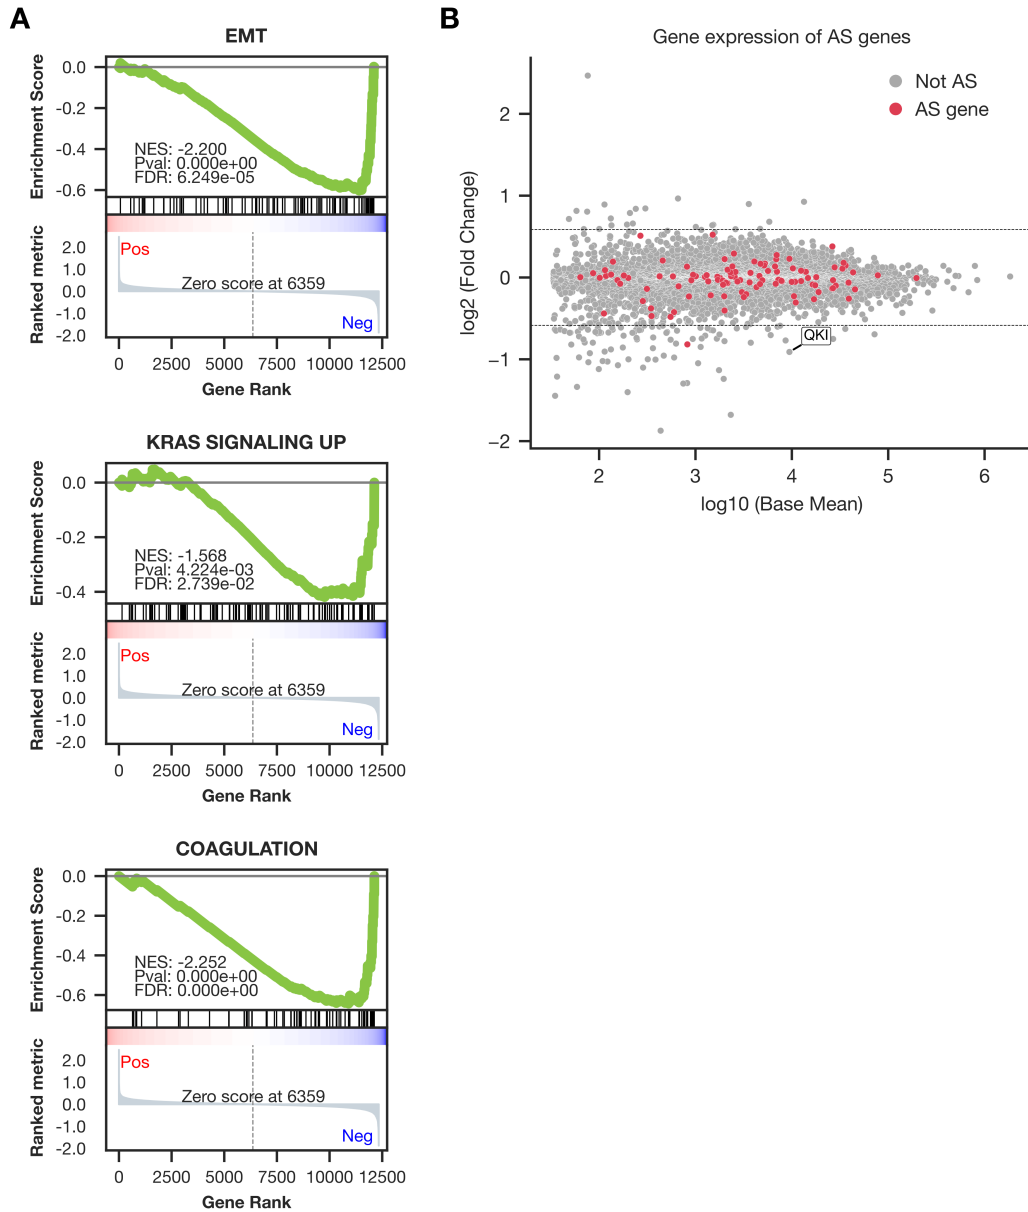 A
EMT
Enrichment Score
0.0
-0.2
-0.4
-0.6
NES: -2.200
Pval: 0.000e+00
FDR: 6.249e-05
Ranked metric
2.0
1.0
0.0
-1.0
-2.0
Pos
Zero score at 6359
Neg
0 2500 5000 7500 10000 12500
Gene Rank
KRAS SIGNALING UP
Enrichment Score
0.0
-0.2
-0.4
NES: -1.568
Pval: 4.224e-03
FDR: 2.739e-02
Ranked metric
2.0
1.0
0.0
-1.0
-2.0
Pos
Zero score at 6359
Neg
0 2500 5000 7500 10000 12500
Gene Rank
COAGULATION
Enrichment Score
0.0
-0.2
-0.4
-0.6
NES: -2.252
Pval: 0.000e+00
FDR: 0.000e+00
Ranked metric
2.0
1.0
0.0
-1.0
-2.0
Pos
Zero score at 6359
Neg
0 2500 5000 7500 10000 12500
Gene Rank
B
Gene expression of AS genes
Not AS
AS gene
log2 (Fold Change)
2
1
0
−1
−2
QKI
2 3 4 5 6
log10 (Base Mean)